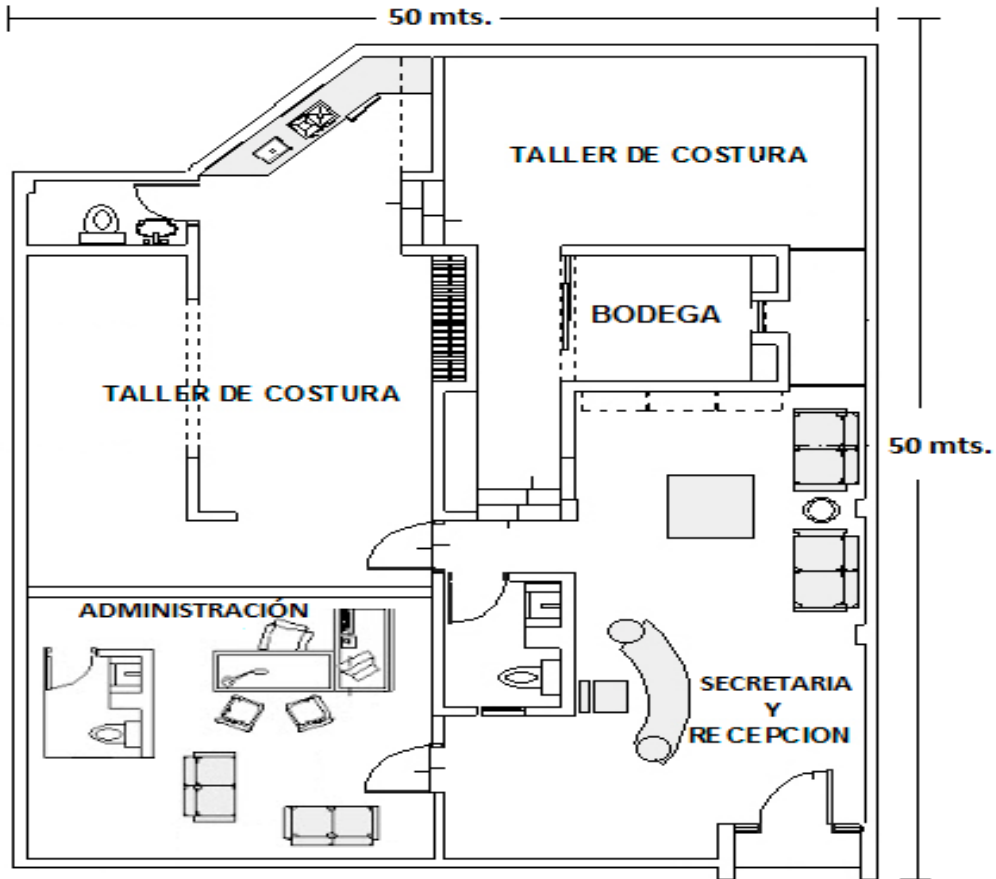 50 mts.
TALLER DE COSTURA
BODEGA
TALLER DE COSTURA
50 mts.
ADMINISTRACIÓN
SECRETARIA
Y
RECEPCION